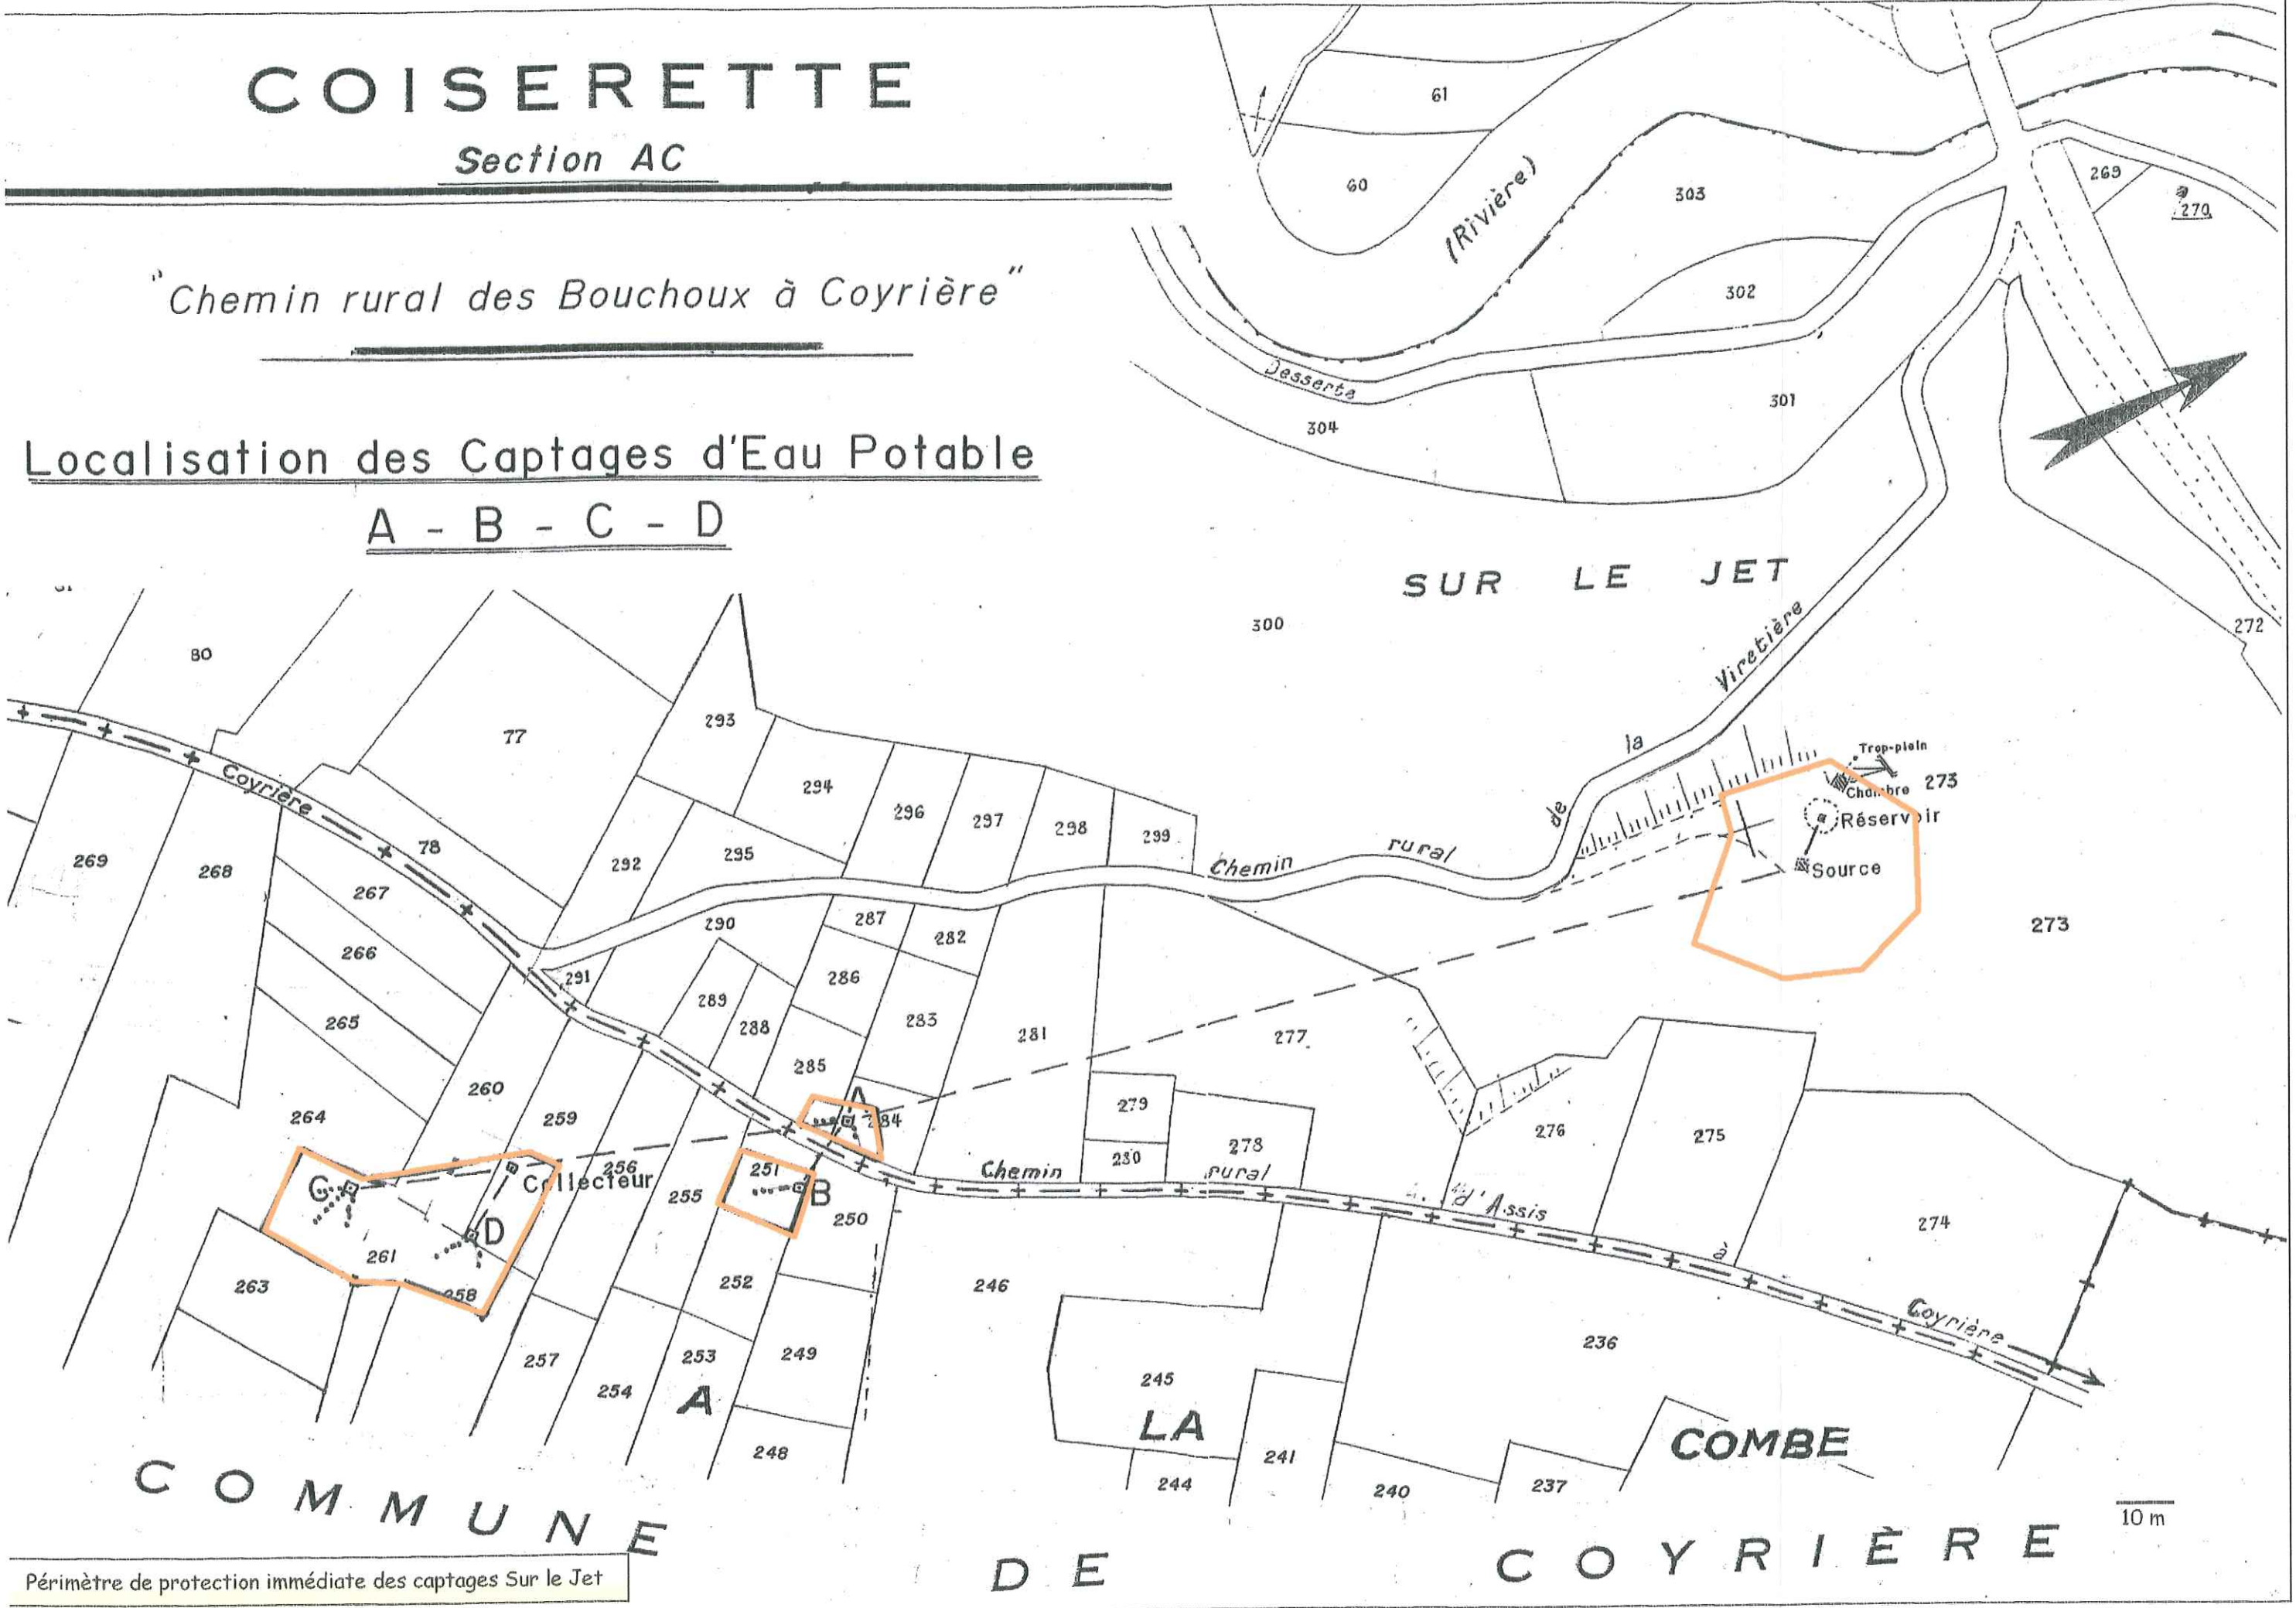 COISERETTE
Section AC
"Chemin rural des Bouchoux à Coyrière"
Localisation des Captages d'Eau Potable
A - B - C - D
61
60
(Rivière)
303
269
270
302
Desserte
304
301
SUR LE JET
300
272
80
77
293
Viretière
la
de
Trop-plein
Chambre
273
Réservoir
Source
Coyrière
294
296
297
298
299
78
292
295
Chemin rural
269
268
267
266
265
290
287
282
273
291
286
289
288
283
281
277
285
260
259
264
A
284
279
278
280
276
275
256
Collecteur
251
B
255
250
Chemin rural
d'Assis
à
Coyrière
274
C
D
261
258
263
252
246
236
257
253
249
245
254
A
LA
COMBE
248
241
244
240
237
10 m
COMMUNE DE COYRIÈRE
Périmètre de protection immédiate des captages Sur le Jet